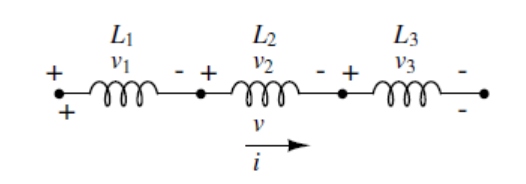 L₁ L₂ L₃
v₁ v₂ v₃
+ - + - + -
+ -
v
i